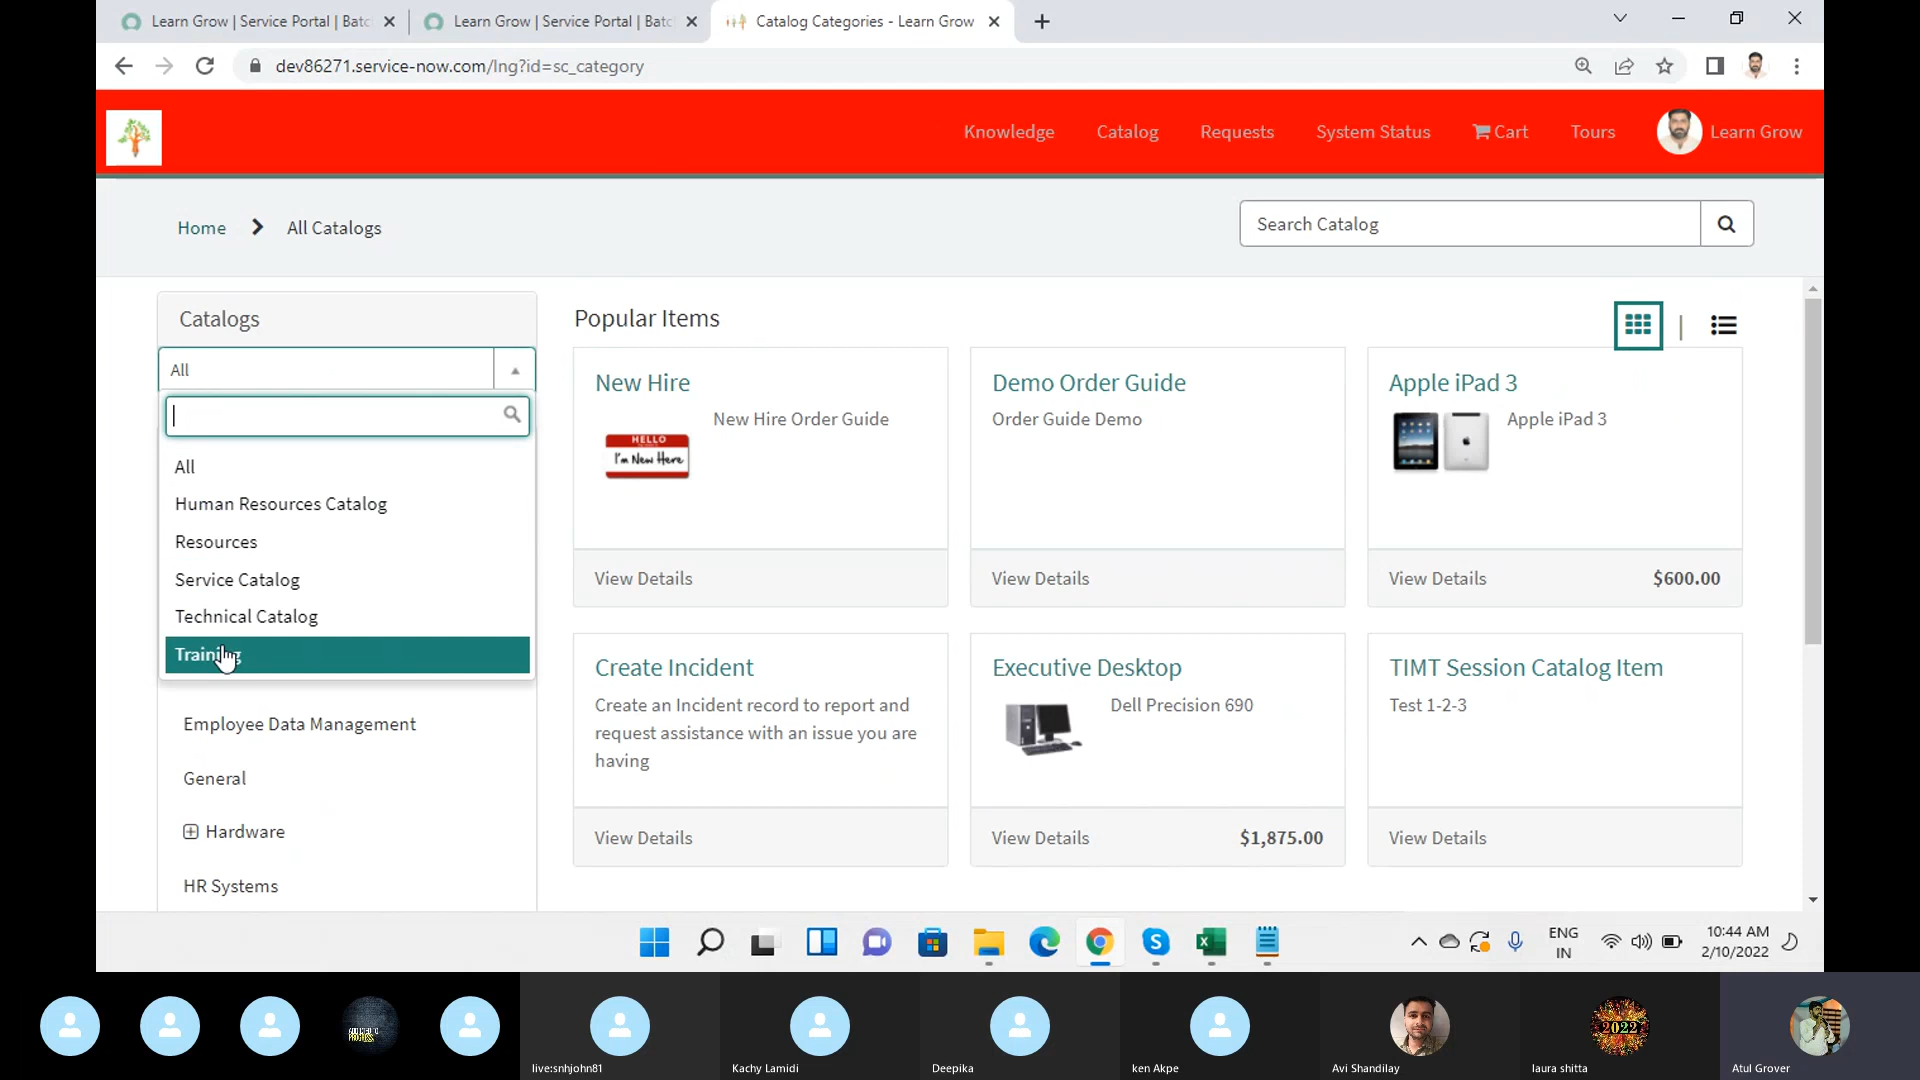 Learn Grow | Service Portal | Batc
Learn Grow | Service Portal | Batc
Catalog Categories - Learn Grow
dev86271.service-now.com/lng?id=sc_category
Knowledge
Catalog
Requests
System Status
Cart
Tours
Learn Grow
Home
All Catalogs
Search Catalog
Catalogs
All
All
Human Resources Catalog
Resources
Service Catalog
Technical Catalog
Training
Employee Data Management
General
Hardware
HR Systems
Popular Items
New Hire
HELLO
I'm New Here
New Hire Order Guide
View Details
Demo Order Guide
Order Guide Demo
View Details
Apple iPad 3
Apple iPad 3
View Details
$600.00
Create Incident
Create an Incident record to report and
request assistance with an issue you are
having
View Details
Executive Desktop
Dell Precision 690
View Details
$1,875.00
TIMT Session Catalog Item
Test 1-2-3
View Details
ENG
IN
10:44 AM
2/10/2022
live:snhjohn81
Kachy Lamidi
Deepika
ken Akpe
Avi Shandilay
2022
laura shitta
Atul Grover